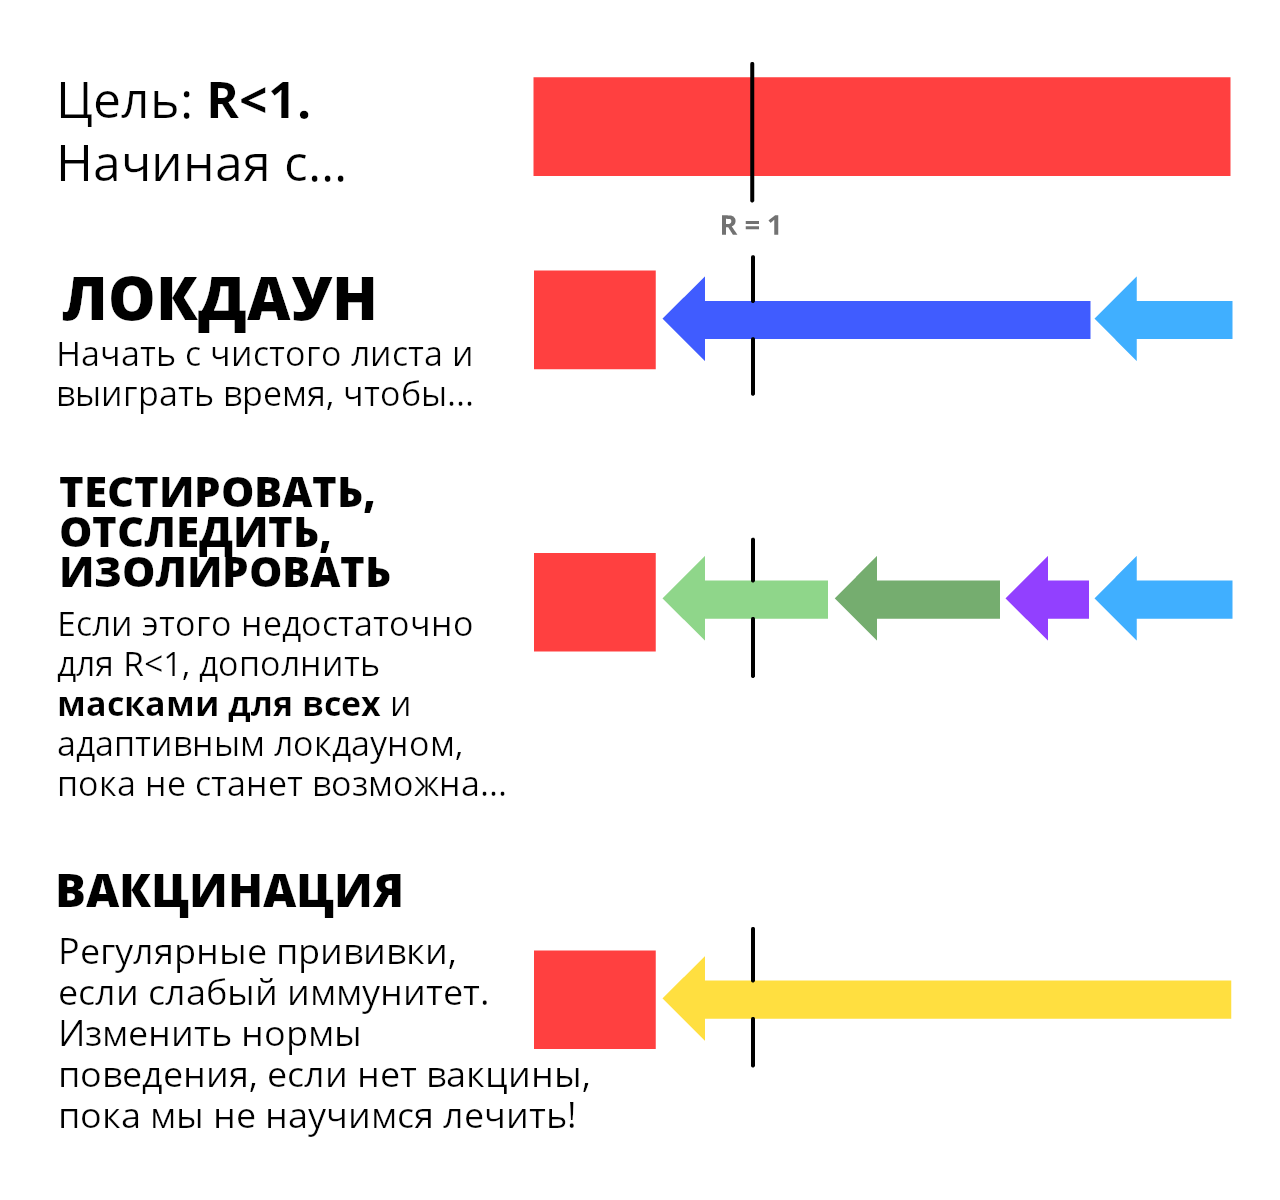 Цель: R<1.
Начиная с...
R = 1
ЛОКДАУН
Начать с чистого листа и
выиграть время, чтобы...
ТЕСТИРОВАТЬ,
ОТСЛЕДИТЬ,
ИЗОЛИРОВАТЬ
Если этого недостаточно
для R<1, дополнить
масками для всех и
адаптивным локдауном,
пока не станет возможна...
ВАКЦИНАЦИЯ
Регулярные прививки,
если слабый иммунитет.
Изменить нормы
поведения, если нет вакцины,
пока мы не научимся лечить!